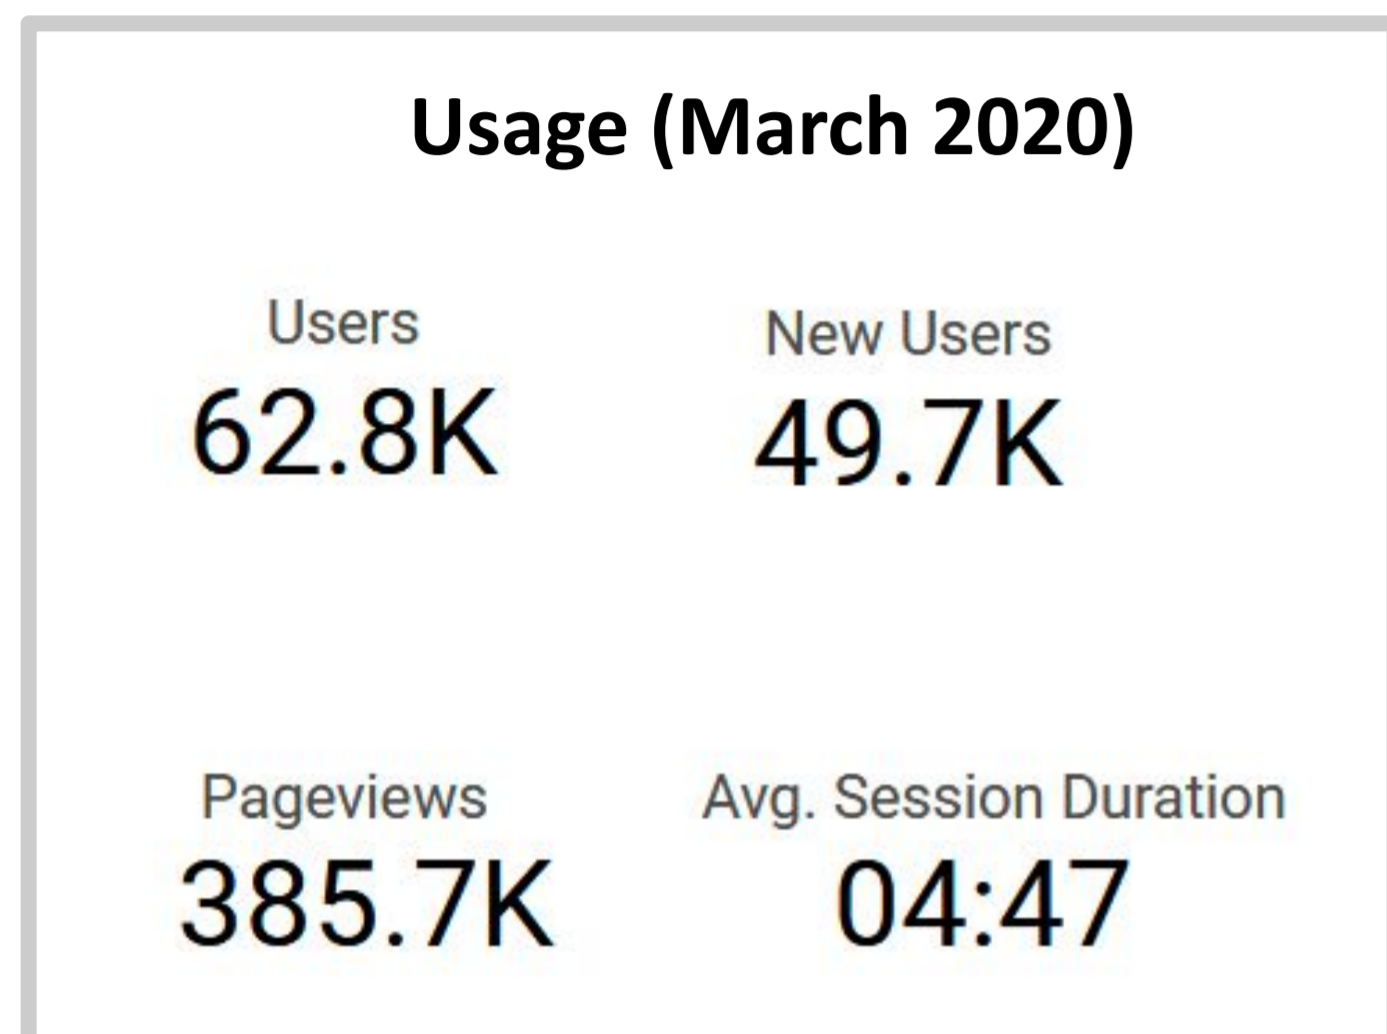 Usage (March 2020)
Users
62.8K
New Users
49.7K
Pageviews
385.7K
Avg. Session Duration
04:47